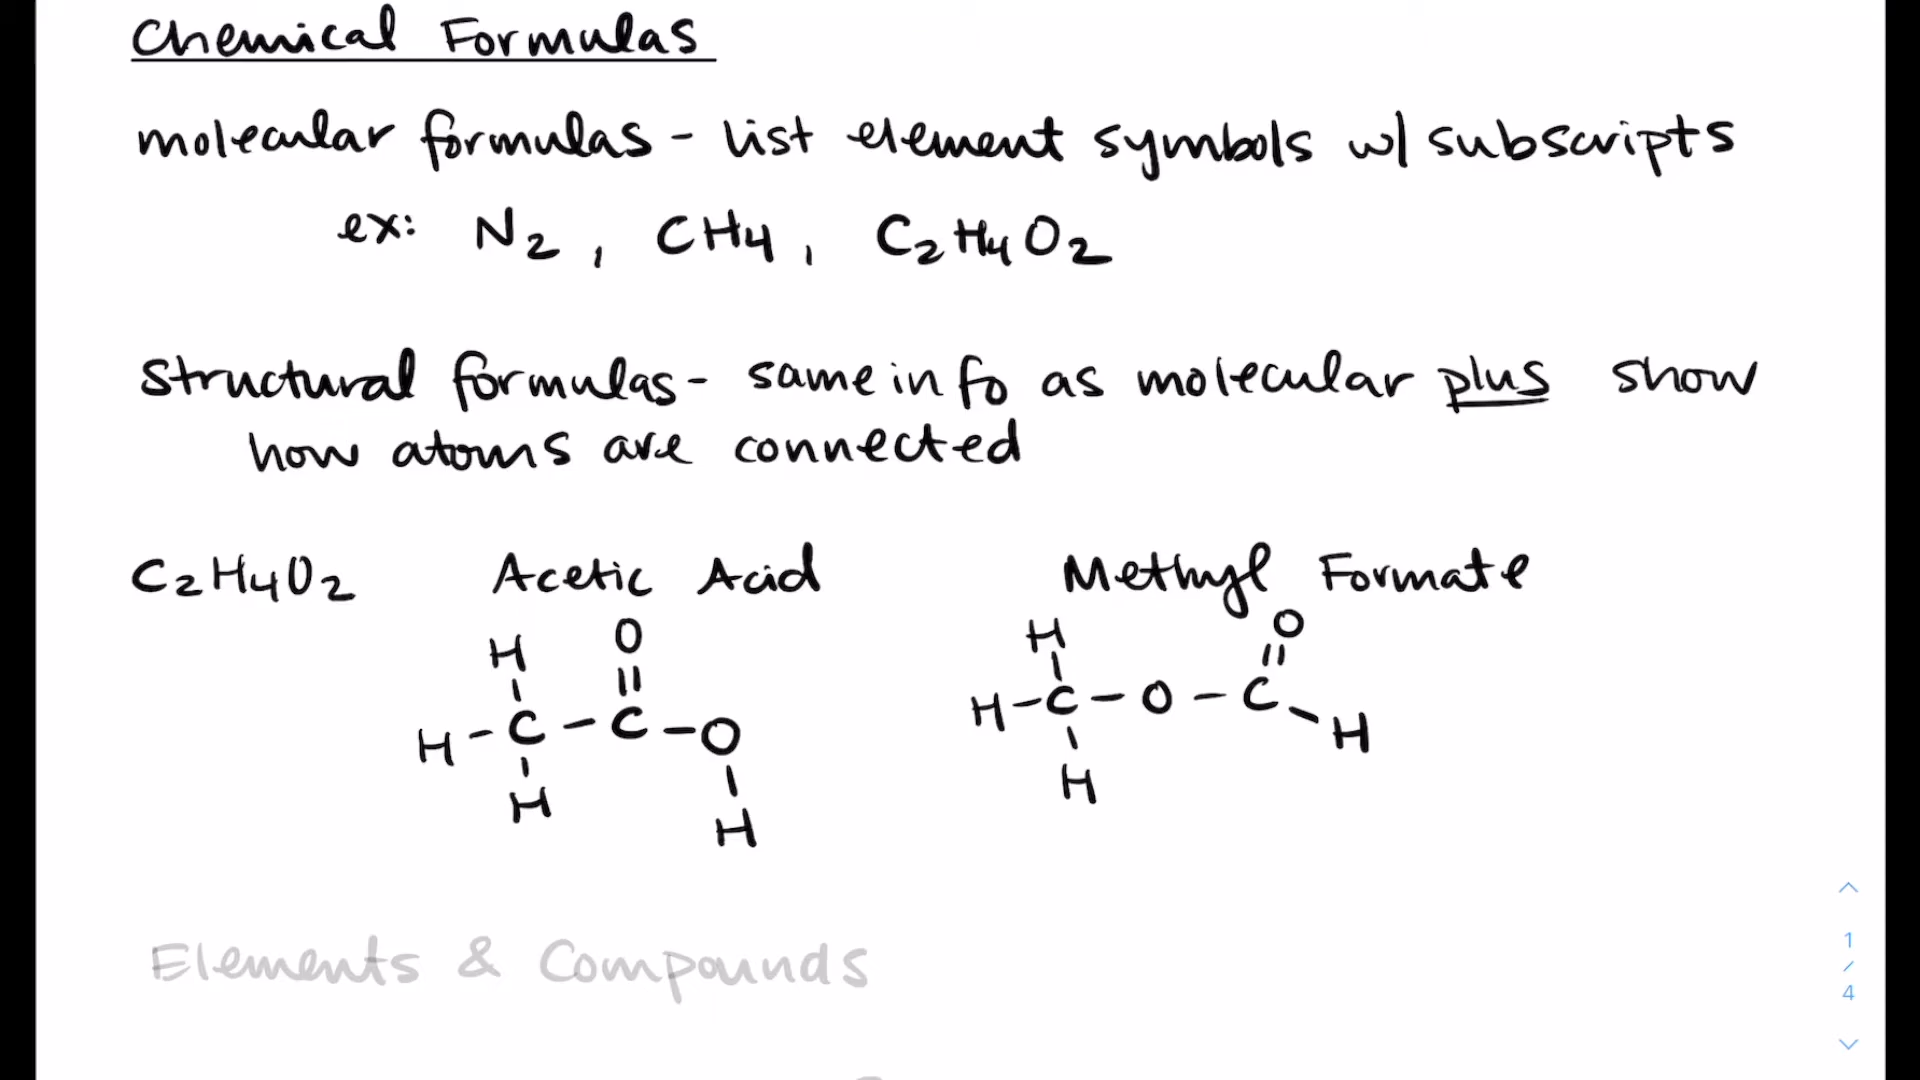 Chemical Formulas
molecular formulas - list element symbols w/ subscripts
ex: N2, CH4, C2H4O2
Structural formulas - same info as molecular plus show
how atoms are connected
C2H4O2 Acetic Acid Methyl Formate
H O H O
H-C-C-O H-C-O-C-H
H H H
Elements & Compounds
1/4